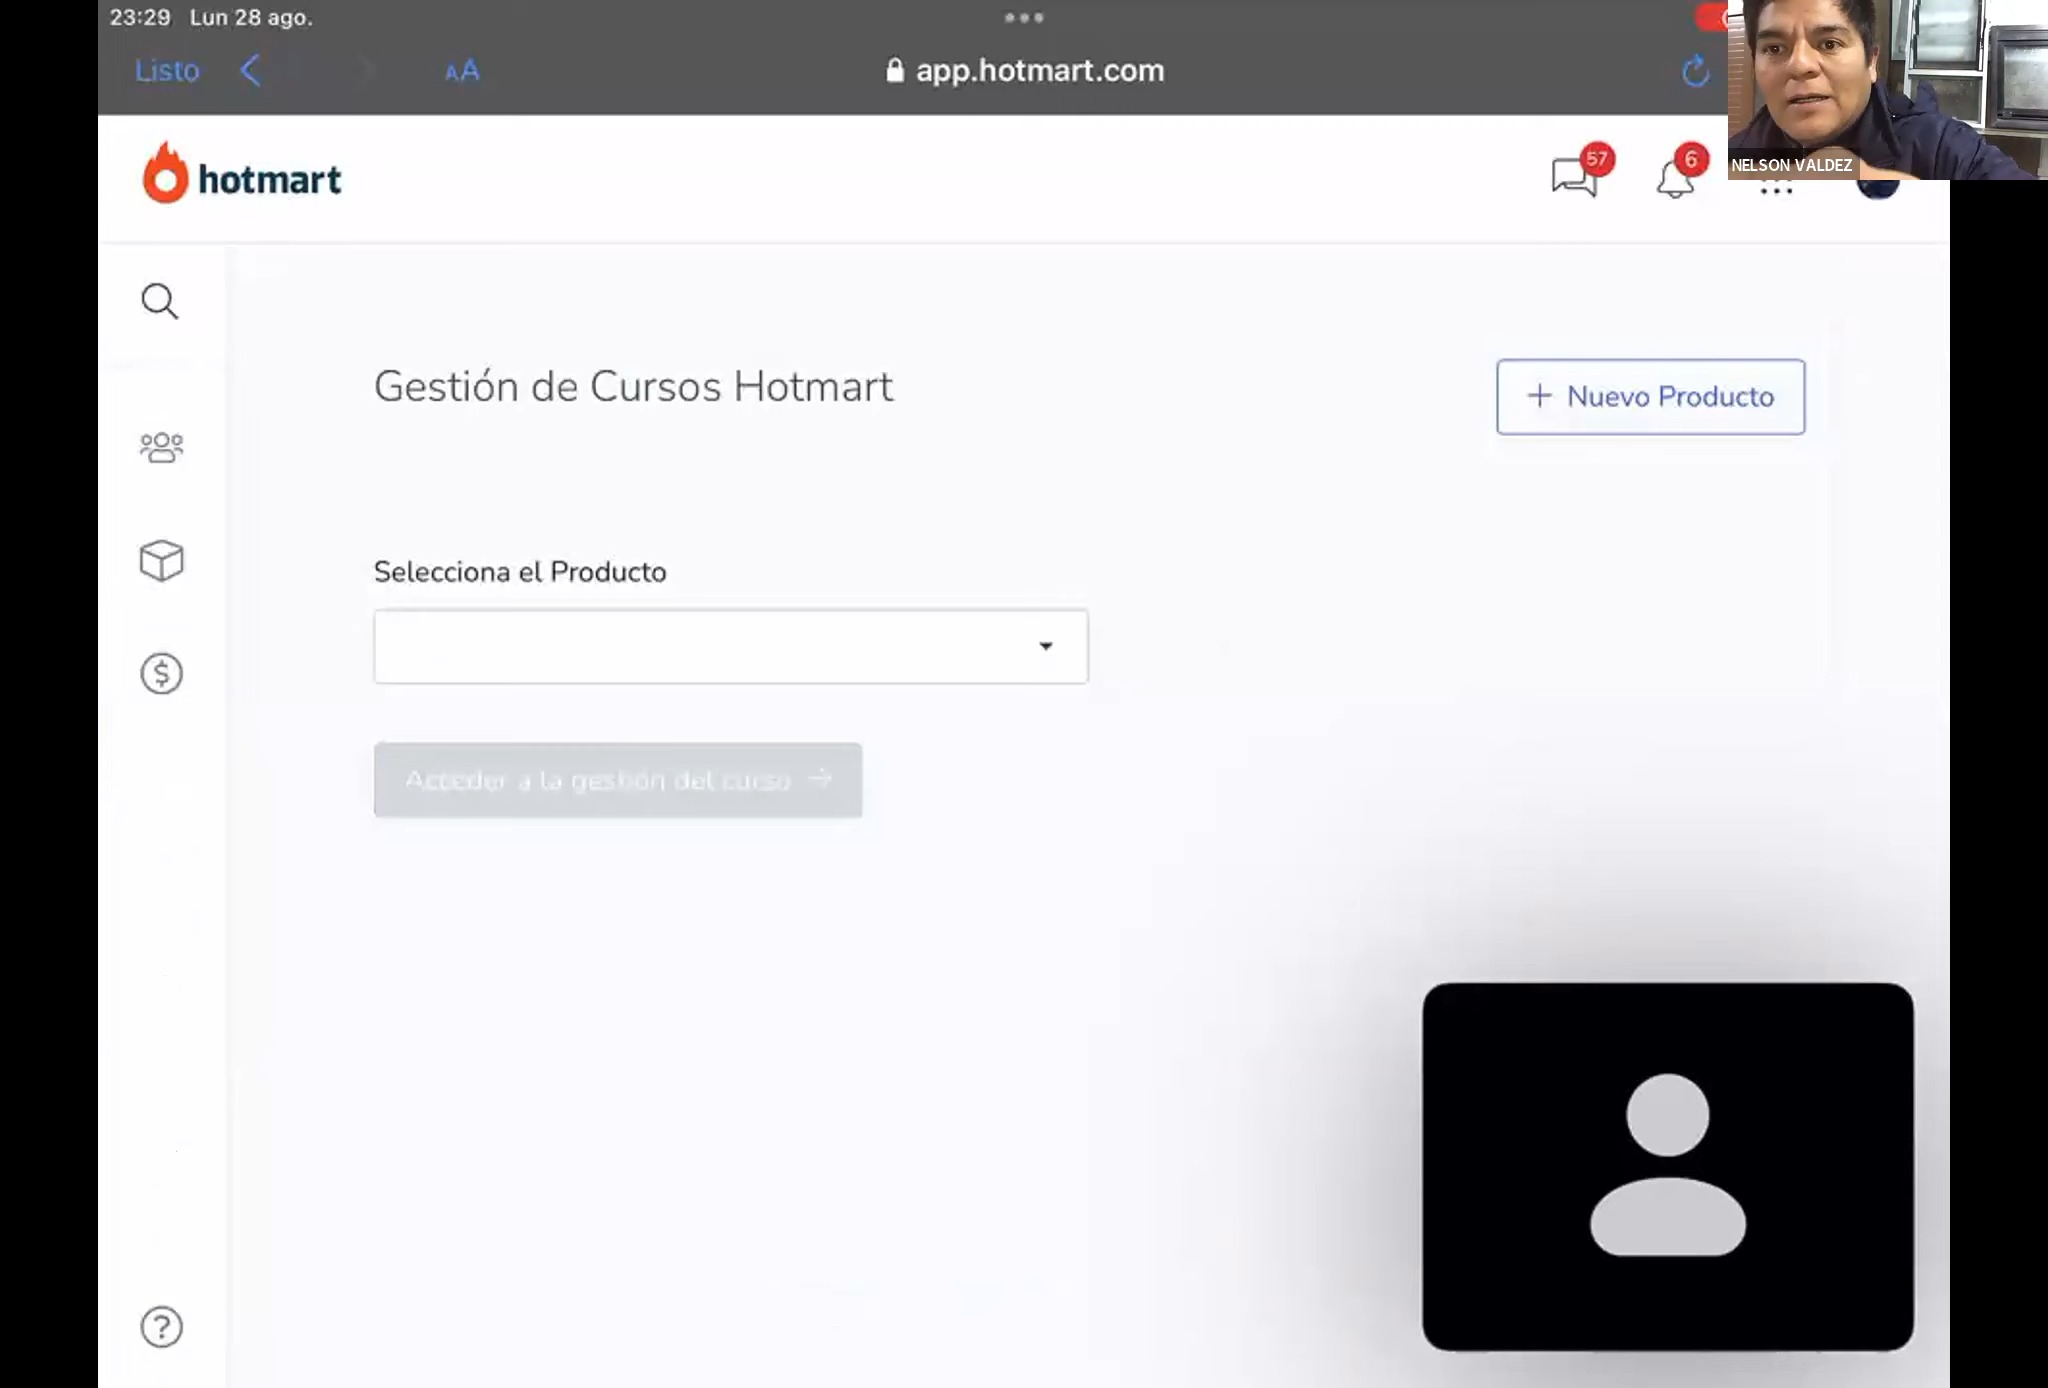 23:29 Lun 28 ago.
Listo
AA
app.hotmart.com
NELSON VALDEZ
hotmart
57
6
Gestión de Cursos Hotmart
+ Nuevo Producto
Selecciona el Producto
Acceder a la gestión del curso →